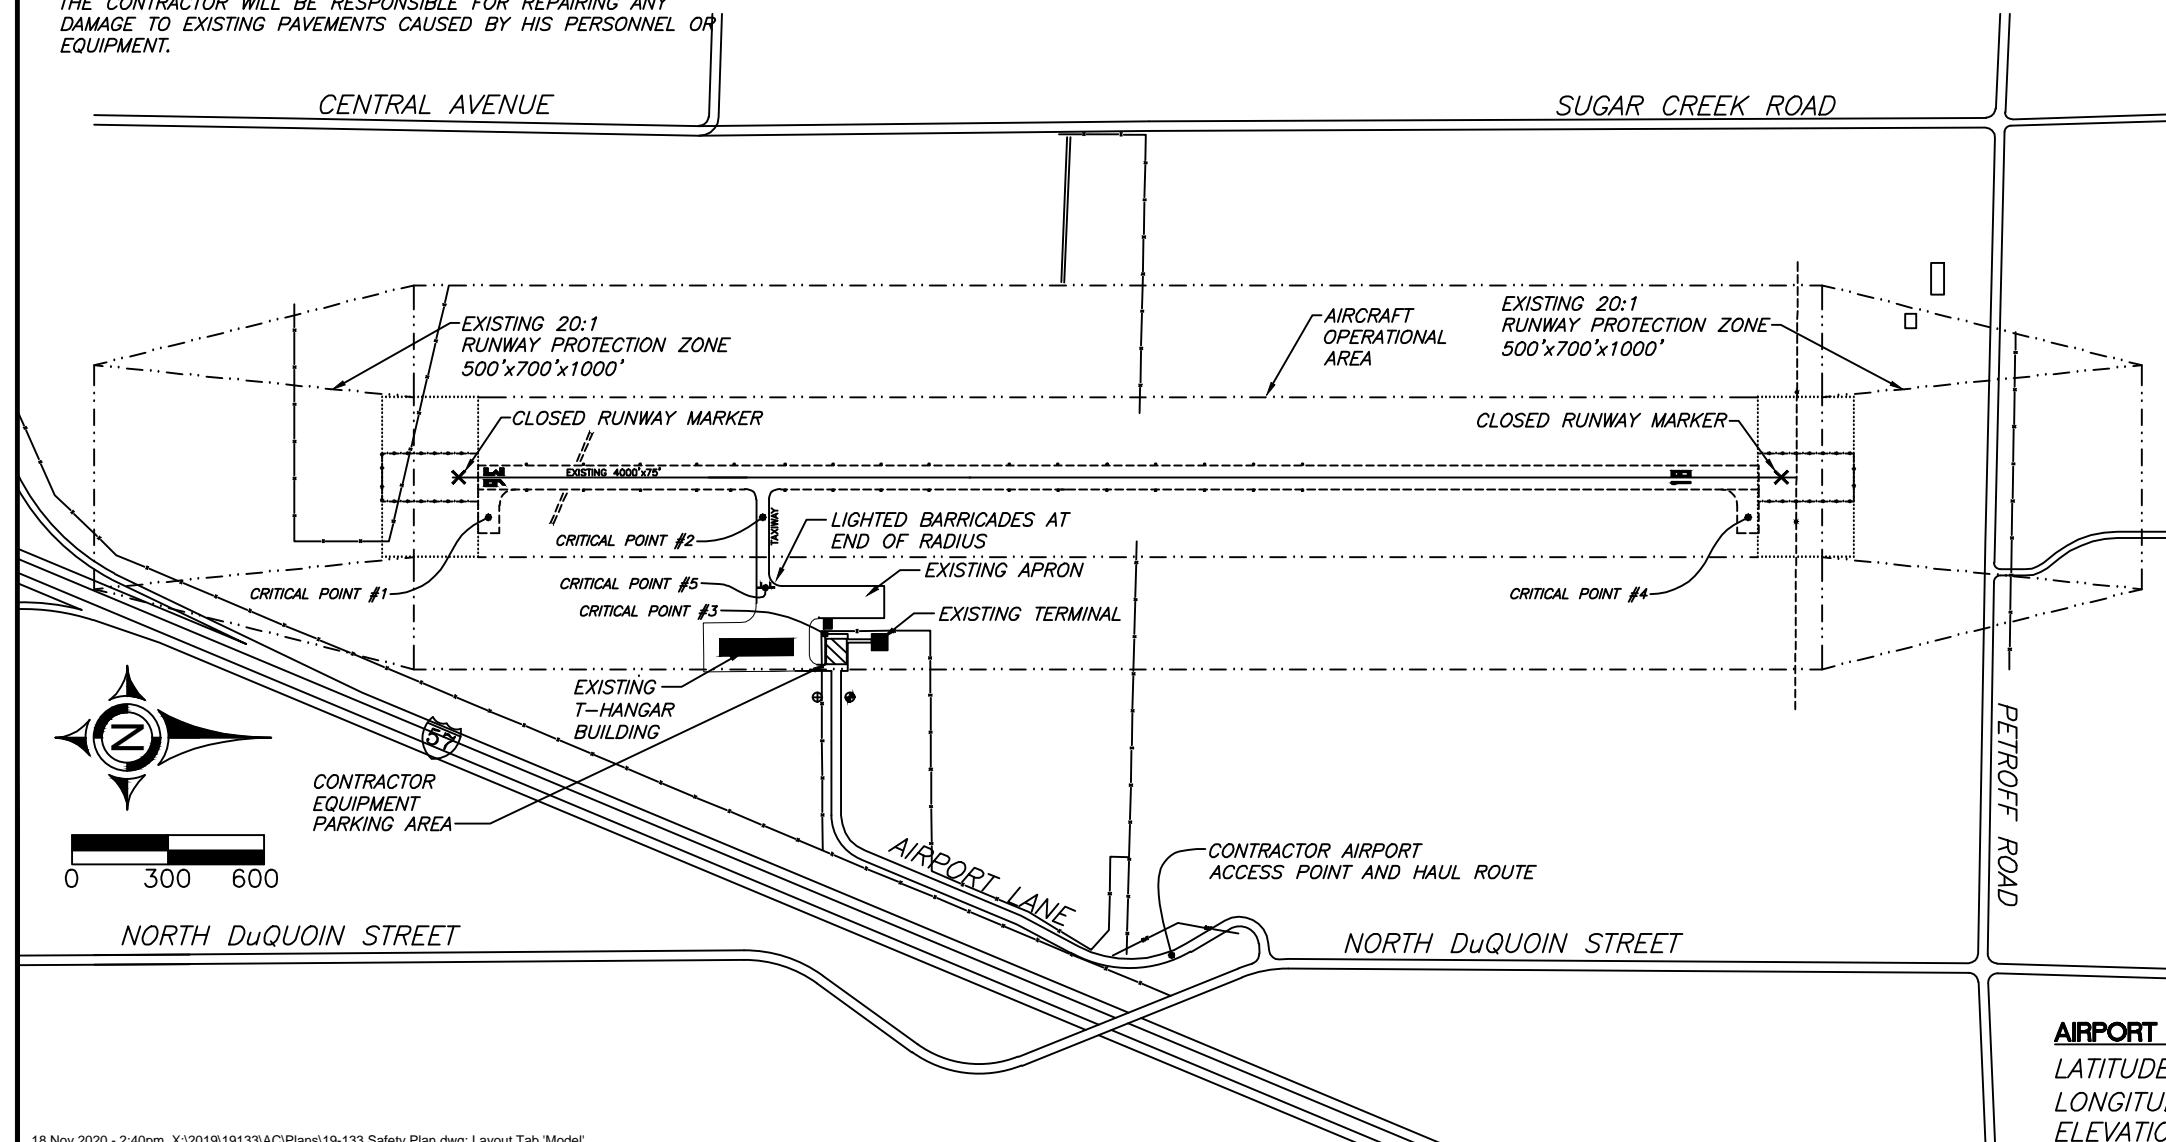 THE CONTRACTOR WILL BE RESPONSIBLE FOR REPAIRING ANY
DAMAGE TO EXISTING PAVEMENTS CAUSED BY HIS PERSONNEL OR
EQUIPMENT.
CENTRAL AVENUE
SUGAR CREEK ROAD
EXISTING 20:1
RUNWAY PROTECTION ZONE
500'x700'x1000'
AIRCRAFT
OPERATIONAL
AREA
EXISTING 20:1
RUNWAY PROTECTION ZONE
500'x700'x1000'
CLOSED RUNWAY MARKER
CLOSED RUNWAY MARKER
EXISTING 4000'x75'
18
TAXIWAY
CRITICAL POINT #2
LIGHTED BARRICADES AT
END OF RADIUS
CRITICAL POINT #1
CRITICAL POINT #5
CRITICAL POINT #3
EXISTING APRON
EXISTING TERMINAL
CRITICAL POINT #4
EXISTING
T-HANGAR
BUILDING
N
57
CONTRACTOR
EQUIPMENT
PARKING AREA
0 300 600
AIRPORT LANE
CONTRACTOR AIRPORT
ACCESS POINT AND HAUL ROUTE
PETROFF ROAD
NORTH DuQUOIN STREET
NORTH DuQUOIN STREET
AIRPORT
LATITUDE
LONGITU
ELEVATIO
18 Nov 2020 - 2:40pm X:\2019\19133\AC\Plans\19-133 Safety Plan.dwg; Layout Tab 'Model'